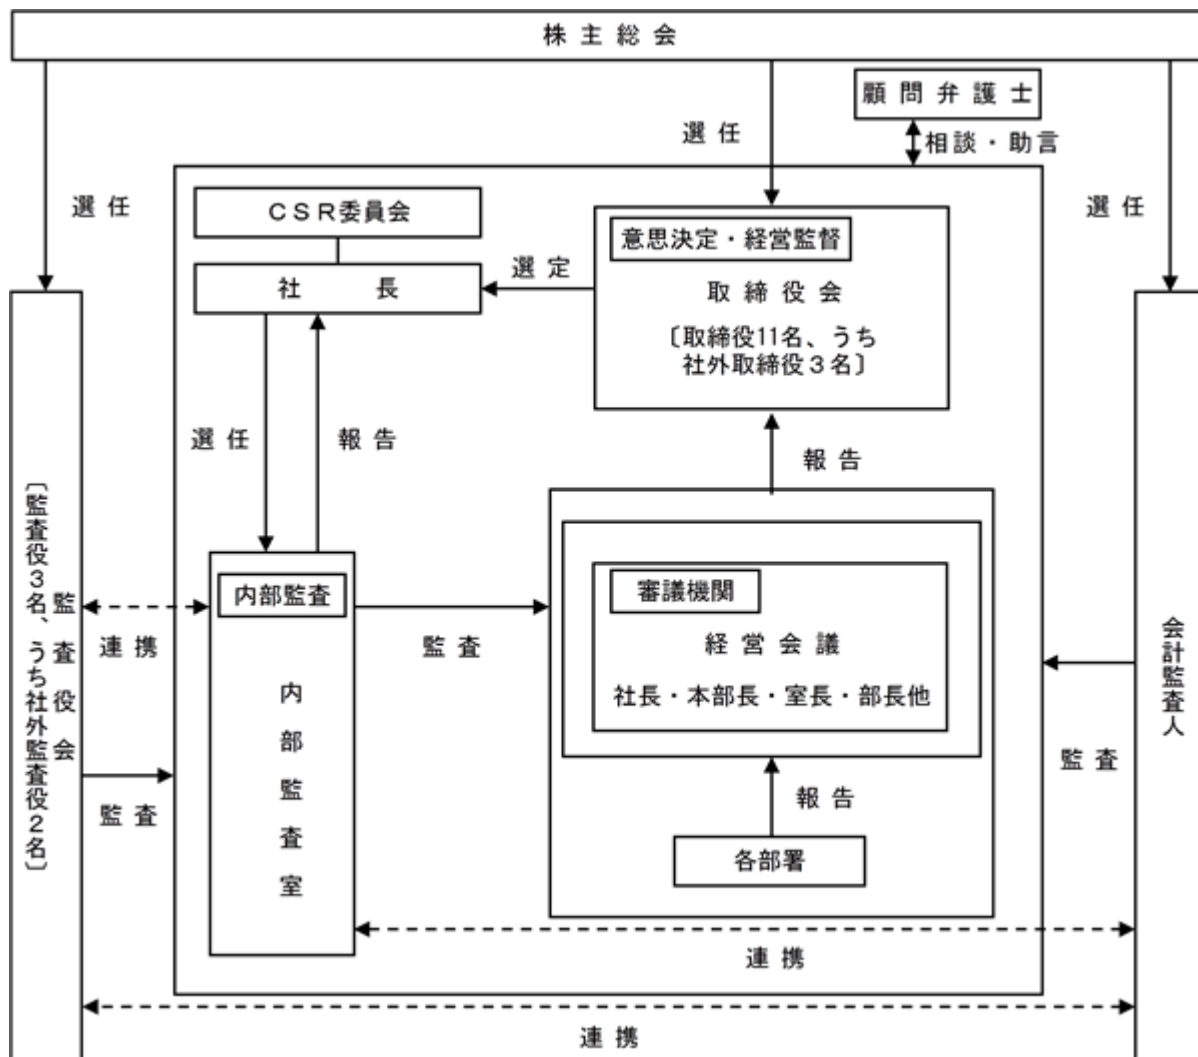 株主総会
顧問弁護士
相談・助言
選任
選任
選任
CSR委員会
社長
選定
意思決定・経営監督
取締役会
〔取締役11名、うち
社外取締役3名〕
選任
報告
報告
監査役会
〔監査役3名、うち社外監査役2名〕
連携
監査
内部監査
内部監査室
監査
審議機関
経営会議
社長・本部長・室長・部長他
報告
各部署
会計監査人
監査
連携
連携